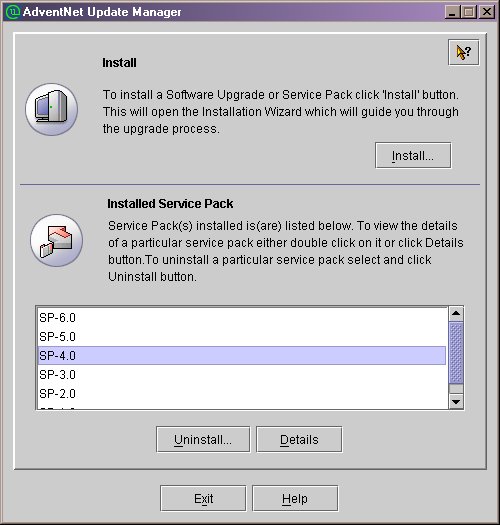 AdventNet Update Manager
?
Install
To install a Software Upgrade or Service Pack click 'Install' button.
This will open the Installation Wizard which will guide you through
the upgrade process.
Install...
Installed Service Pack
Service Pack(s) installed is(are) listed below. To view the details
of a particular service pack either double click on it or click Details
button.To uninstall a particular service pack select and click
Uninstall button.
SP-6.0
SP-5.0
SP-4.0
SP-3.0
SP-2.0
Uninstall...
Details
Exit
Help